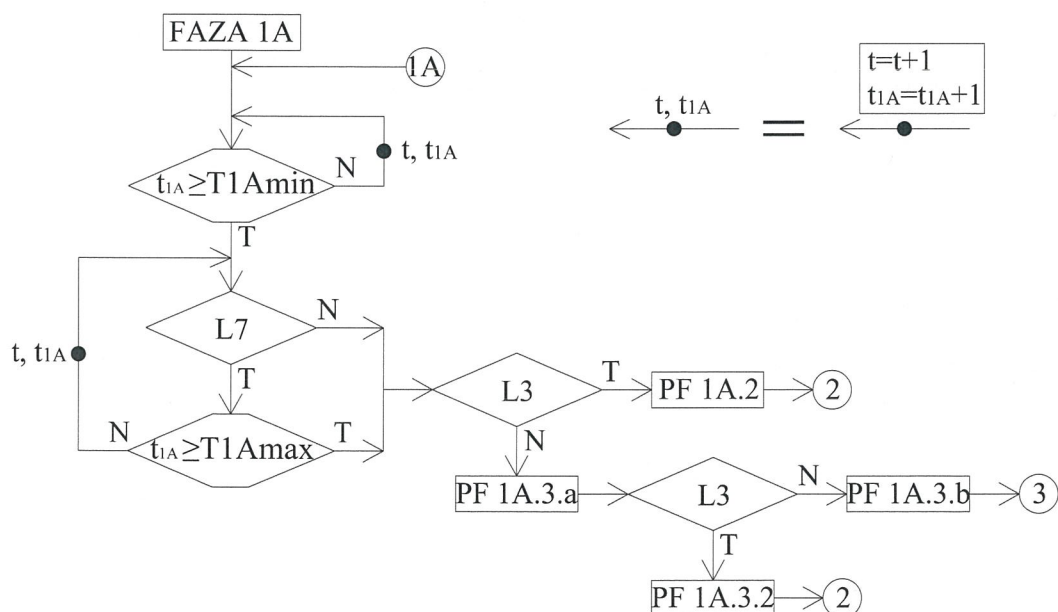 FAZA 1A
1A
t=t+1
t1A=t1A+1
t, t1A
=
t, t1A
t1A≥T1Amin
N
T
L7
N
t, t1A
T
L3
T
PF 1A.2
2
N
t1A≥T1Amax
T
N
PF 1A.3.a
L3
N
PF 1A.3.b
3
T
PF 1A.3.2
2